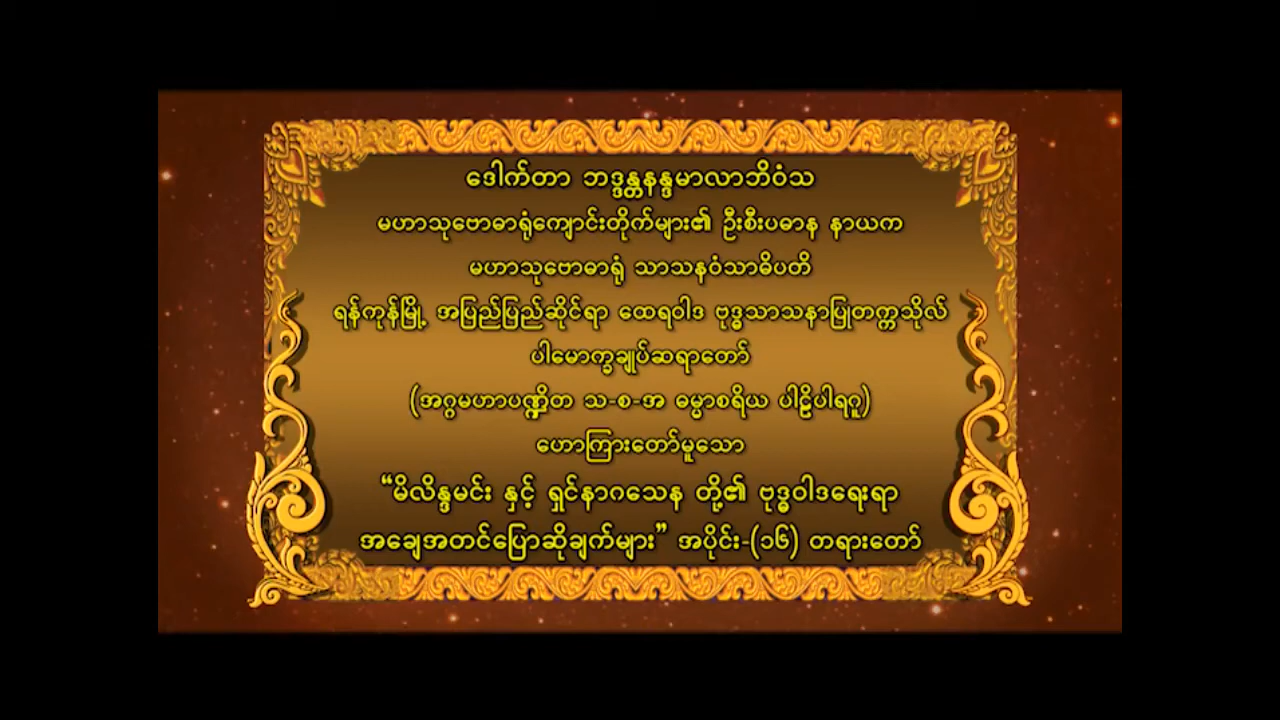 ဒေါက်တာ ဘဒ္ဒန္တနန္ဒမာလာဘိဝံသ
မဟာသုဗောဓာရုံကျောင်းတိုက်များ၏ ဦးစီးပဓာန နာယက
မဟာသုဗောဓာရုံ သာသနဝံသာဓိပတိ
ရန်ကုန်မြို့ အပြည်ပြည်ဆိုင်ရာ ထေရဝါဒ ဗုဒ္ဓသာသနာပြုတက္ကသိုလ်
ပါမောက္ခချုပ်ဆရာတော်
(အဂ္ဂမဟာပဏ္ဍိတ သ-စ-အ ဓမ္မာစရိယ ပါဠိပါရဂူ)
ဟောကြားတော်မူသော
“မိလိန္ဒမင်း နှင့် ရှင်နာဂသေန တို့၏ ဗုဒ္ဓဝါဒရေးရာ
အချေအတင်ပြောဆိုချက်များ” အပိုင်း-(၁၆) တရားတော်